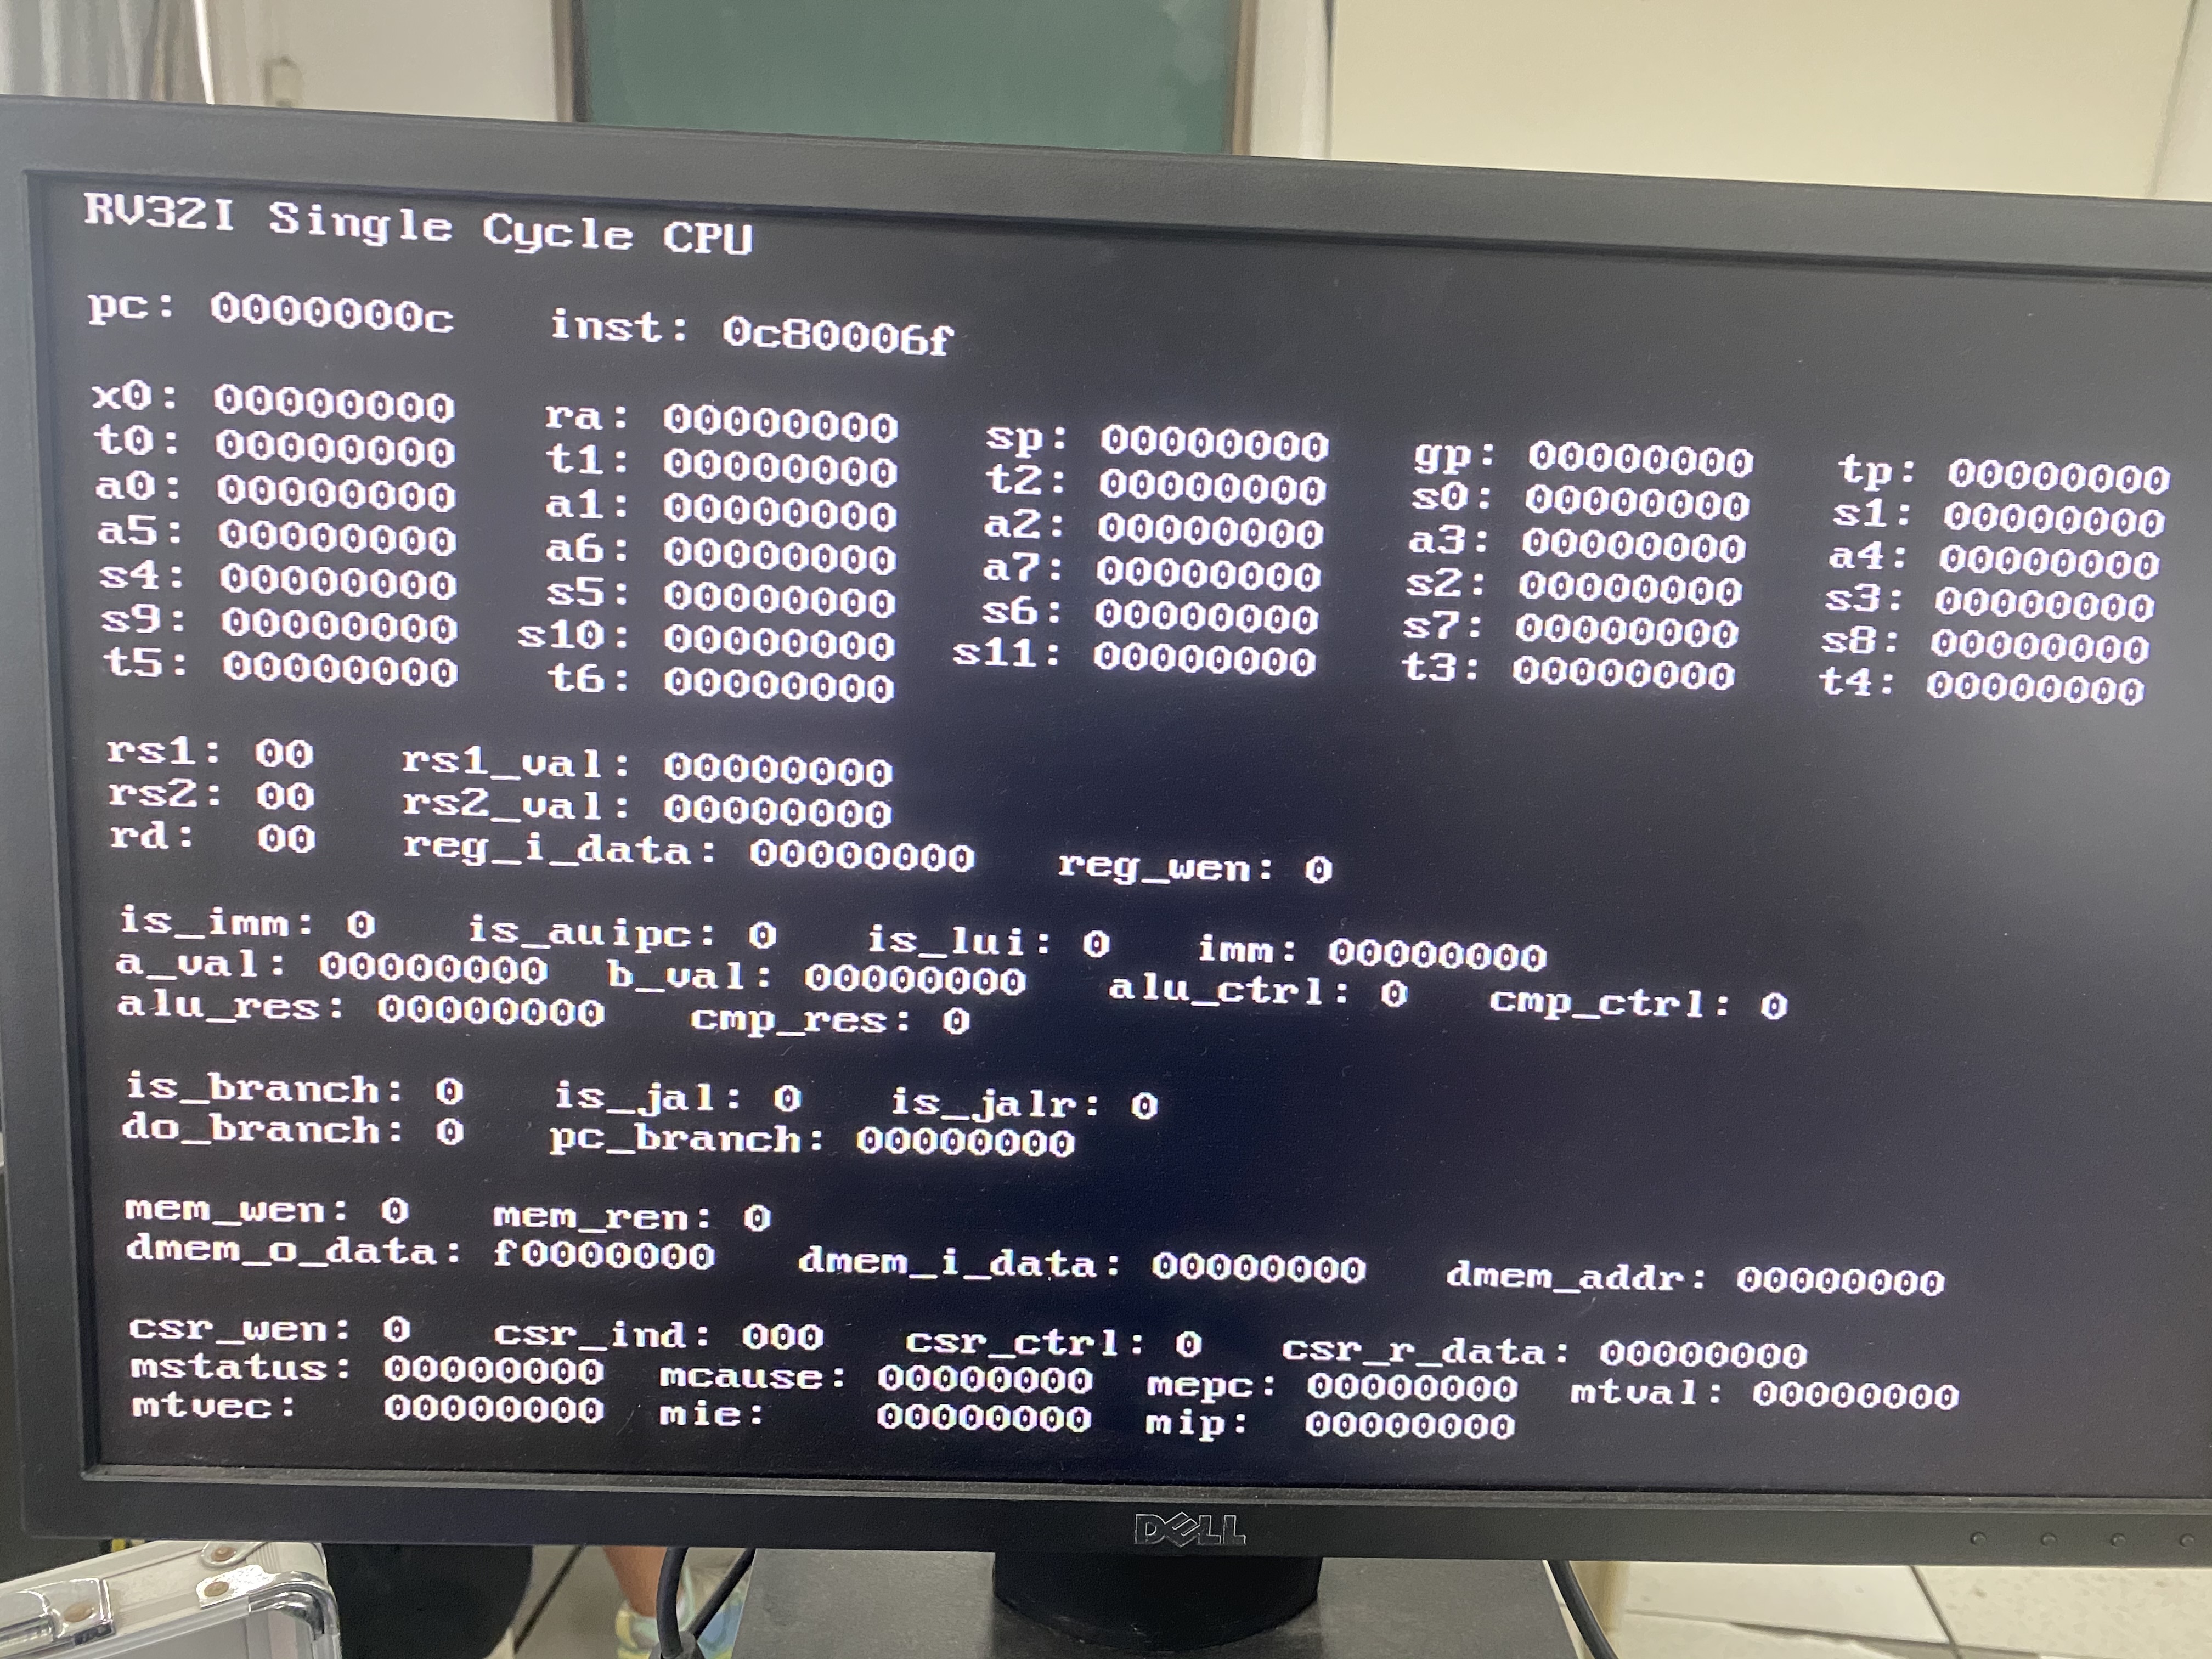 RV32I Single Cycle CPU
pc: 0000000c inst: 0c80006f
x0: 00000000 ra: 00000000 sp: 00000000 gp: 00000000 tp: 00000000
t0: 00000000 t1: 00000000 t2: 00000000 s0: 00000000 s1: 00000000
a0: 00000000 a1: 00000000 a2: 00000000 a3: 00000000 a4: 00000000
a5: 00000000 a6: 00000000 a7: 00000000 s2: 00000000 s3: 00000000
s4: 00000000 s5: 00000000 s6: 00000000 s7: 00000000 s8: 00000000
s9: 00000000 s10: 00000000 s11: 00000000 t3: 00000000 t4: 00000000
t5: 00000000 t6: 00000000
rs1: 00 rs1_val: 00000000
rs2: 00 rs2_val: 00000000
rd: 00 reg_i_data: 00000000 reg_wen: 0
is_imm: 0 is_auipc: 0 is_lui: 0 imm: 00000000
a_val: 00000000 b_val: 00000000 alu_ctrl: 0 cmp_ctrl: 0
alu_res: 00000000 cmp_res: 0
is_branch: 0 is_jal: 0 is_jalr: 0
do_branch: 0 pc_branch: 00000000
mem_wen: 0 mem_ren: 0
dmem_o_data: f0000000 dmem_i_data: 00000000 dmem_addr: 00000000
csr_wen: 0 csr_ind: 000 csr_ctrl: 0 csr_r_data: 00000000
mstatus: 00000000 mcause: 00000000 mepc: 00000000 mtval: 00000000
mtvec: 00000000 mie: 00000000 mip: 00000000
DELL